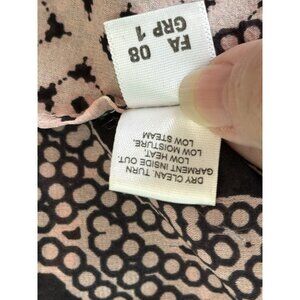 FA 08
GRP 1
DRY CLEAN. TURN
GARMENT INSIDE OUT.
LOW HEAT.
LOW MOISTURE.
LOW STEAM